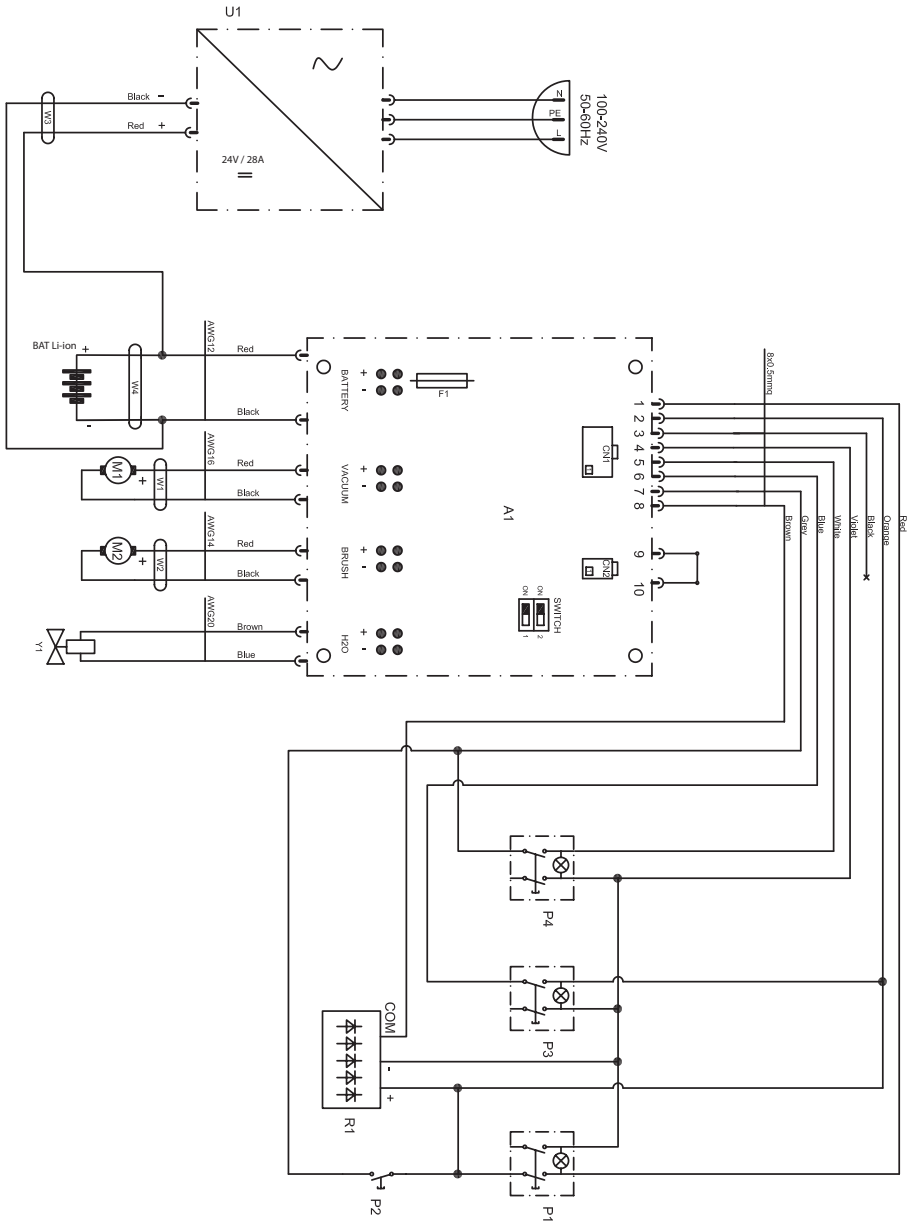 U1
Black -
Red +
W3
24V / 28A
N
PE
L
100-240V
50-60Hz
BAT Li-ion
+
-
W4
AWG12
Red
Black
BATTERY
+
-
F1
M1
+
W1
AWG16
Red
Black
VACUUM
+
-
M2
+
W2
AWG14
Red
Black
BRUSH
+
-
Y1
AWG20
Brown
Blue
H2O
+
-
A1
CN1
1
CN2
1
SWITCH
ON
ON
1
2
1
2
3
4
5
6
7
8
9
10
8x0.5mmq
Red
Orange
Black
Violet
White
Blue
Grey
Brown
P4
P3
COM
-
+
R1
P2
P1